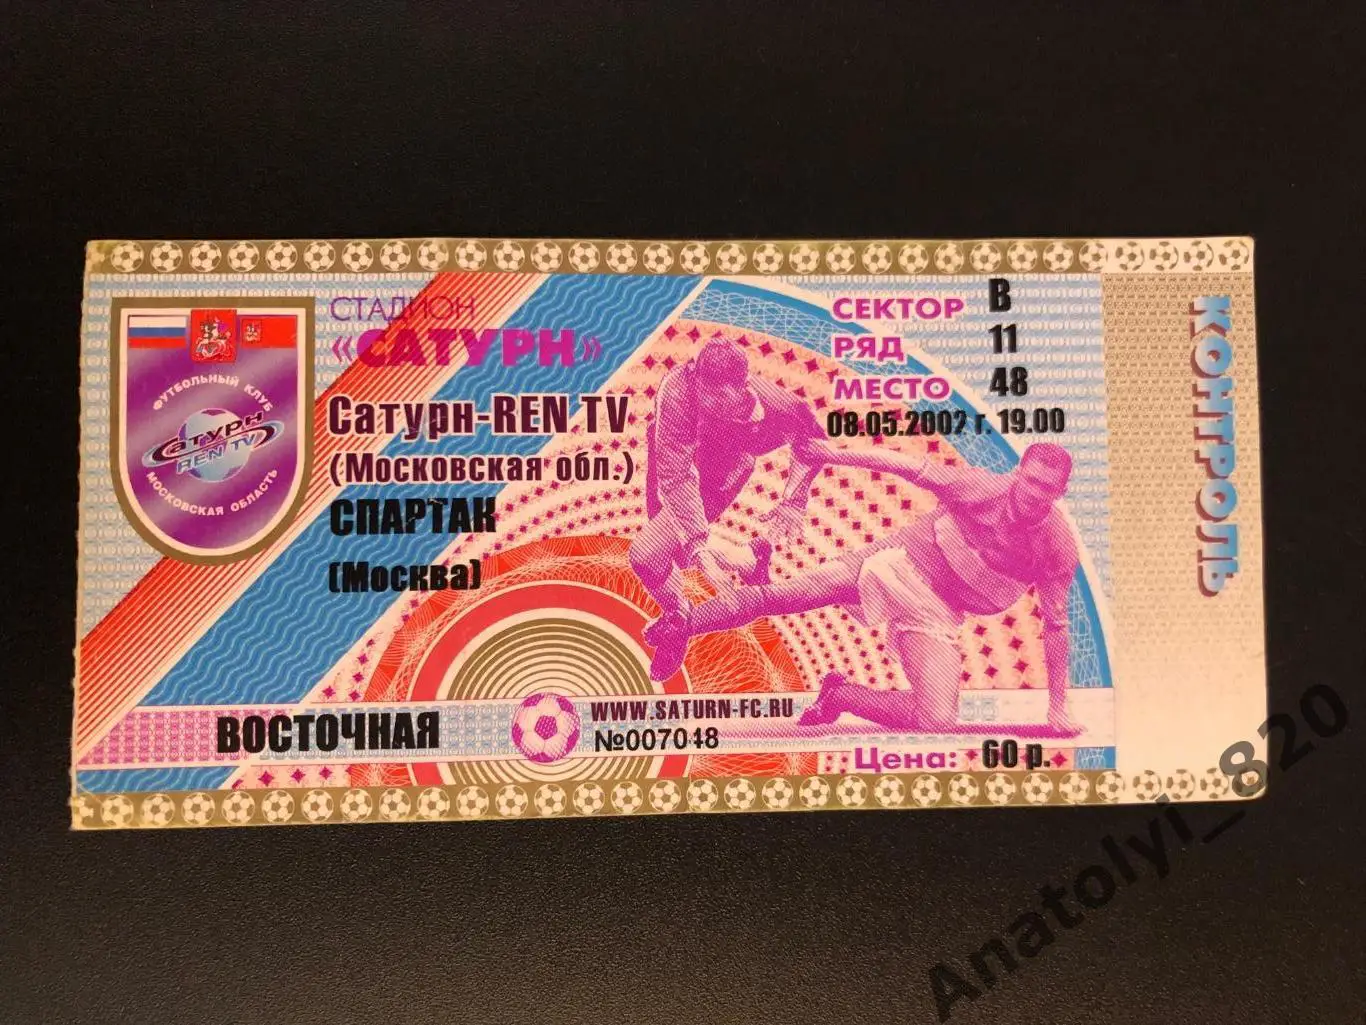 СТАДИОН
«САТУРН»
Сатурн-REN TV
(Московская обл.)
СПАРТАК
(Москва)
ВОСТОЧНАЯ
ФУТБОЛЬНЫЙ КЛУБ
САТУРН
REN TV
МОСКОВСКАЯ ОБЛАСТЬ
СЕКТОР В
РЯД 11
МЕСТО 48
08.05.2002 г. 19.00
WWW.SATURN-FC.RU
№007048
Цена: 60 р.
КОНТРОЛЬ
Anatolyi_820